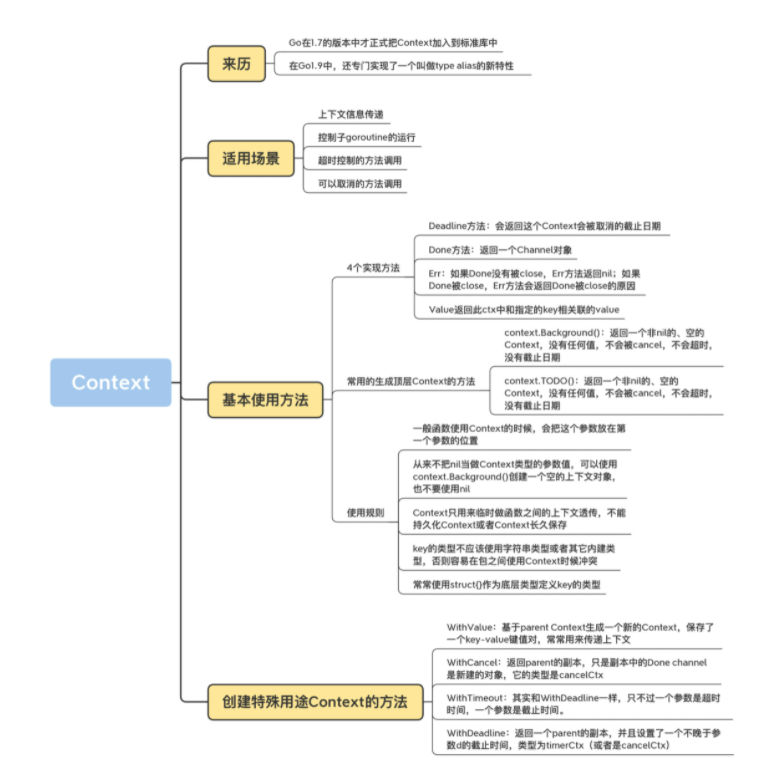 Context
来历
Go在1.7的版本中才正式把Context加入到标准库中
在Go1.9中，还专门实现了一个叫做type alias的新特性
适用场景
上下文信息传递
控制子goroutine的运行
超时控制的方法调用
可以取消的方法调用
基本使用方法
4个实现方法
Deadline方法：会返回这个Context会被取消的截止日期
Done方法：返回一个Channel对象
Err：如果Done没有被close，Err方法返回nil；如果
Done被close，Err方法会返回Done被close的原因
Value返回此ctx中和指定的key相关联的value
常用的生成顶层Context的方法
context.Background()：返回一个非nil的、空的
Context，没有任何值，不会被cancel，不会超时，
没有截止日期
context.TODO()：返回一个非nil的、空的
Context，没有任何值，不会被cancel，不会超时，
没有截止日期
使用规则
一般函数使用Context的时候，会把这个参数放在第
一个参数的位置
从来不把nil当做Context类型的参数值，可以使用
context.Background()创建一个空的上下文对象，
也不要使用nil
Context只用来临时做函数之间的上下文透传，不能
持久化Context或者Context长久保存
key的类型不应该使用字符串类型或者其它内建类
型，否则容易在包之间使用Context时候冲突
常常使用struct{}作为底层类型定义key的类型
创建特殊用途Context的方法
WithValue：基于parent Context生成一个新的Context，保存了
一个key-value键值对，常常用来传递上下文
WithCancel：返回parent的副本，只是副本中的Done channel
是新建的对象，它的类型是cancelCtx
WithTimeout：其实和WithDeadline一样，只不过一个参数是超时
时间，一个参数是截止时间。
WithDeadline：返回一个parent的副本，并且设置了一个不晚于参
数d的截止时间，类型为timerCtx（或者是cancelCtx）